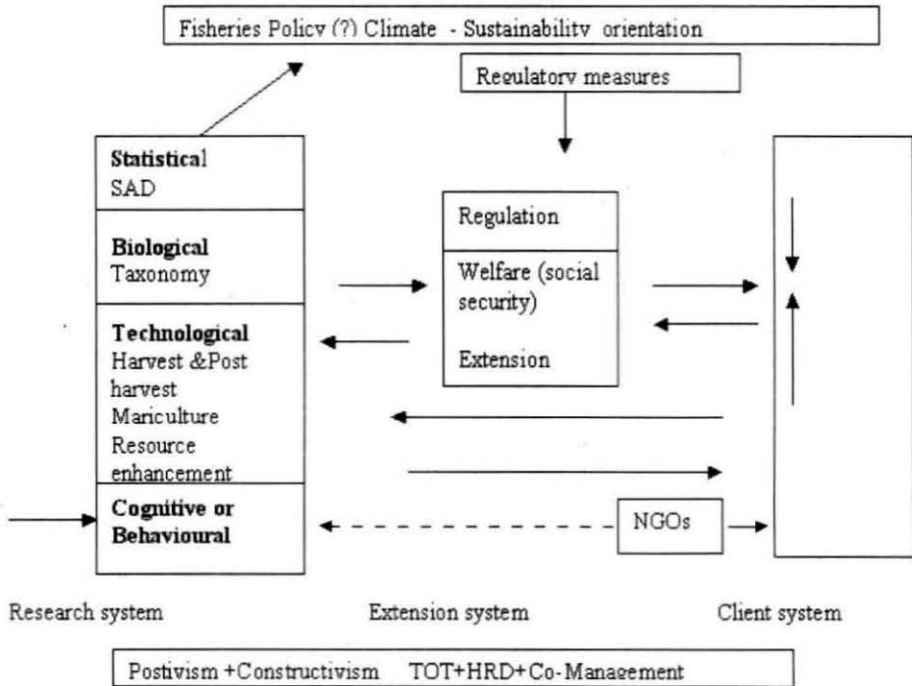 Fisheries Policy (?) Climate - Sustainability orientation
Regulatory measures
Statistical
SAD
Biological
Taxonomy
Technological
Harvest &Post
harvest
Mariculture
Resource
enhancement
Cognitive or
Behavioural
Regulation
Welfare (social
security)
Extension
NGOs
Research system
Extension system
Client system
Postivism +Constructivism TOT+HRD+Co-Management